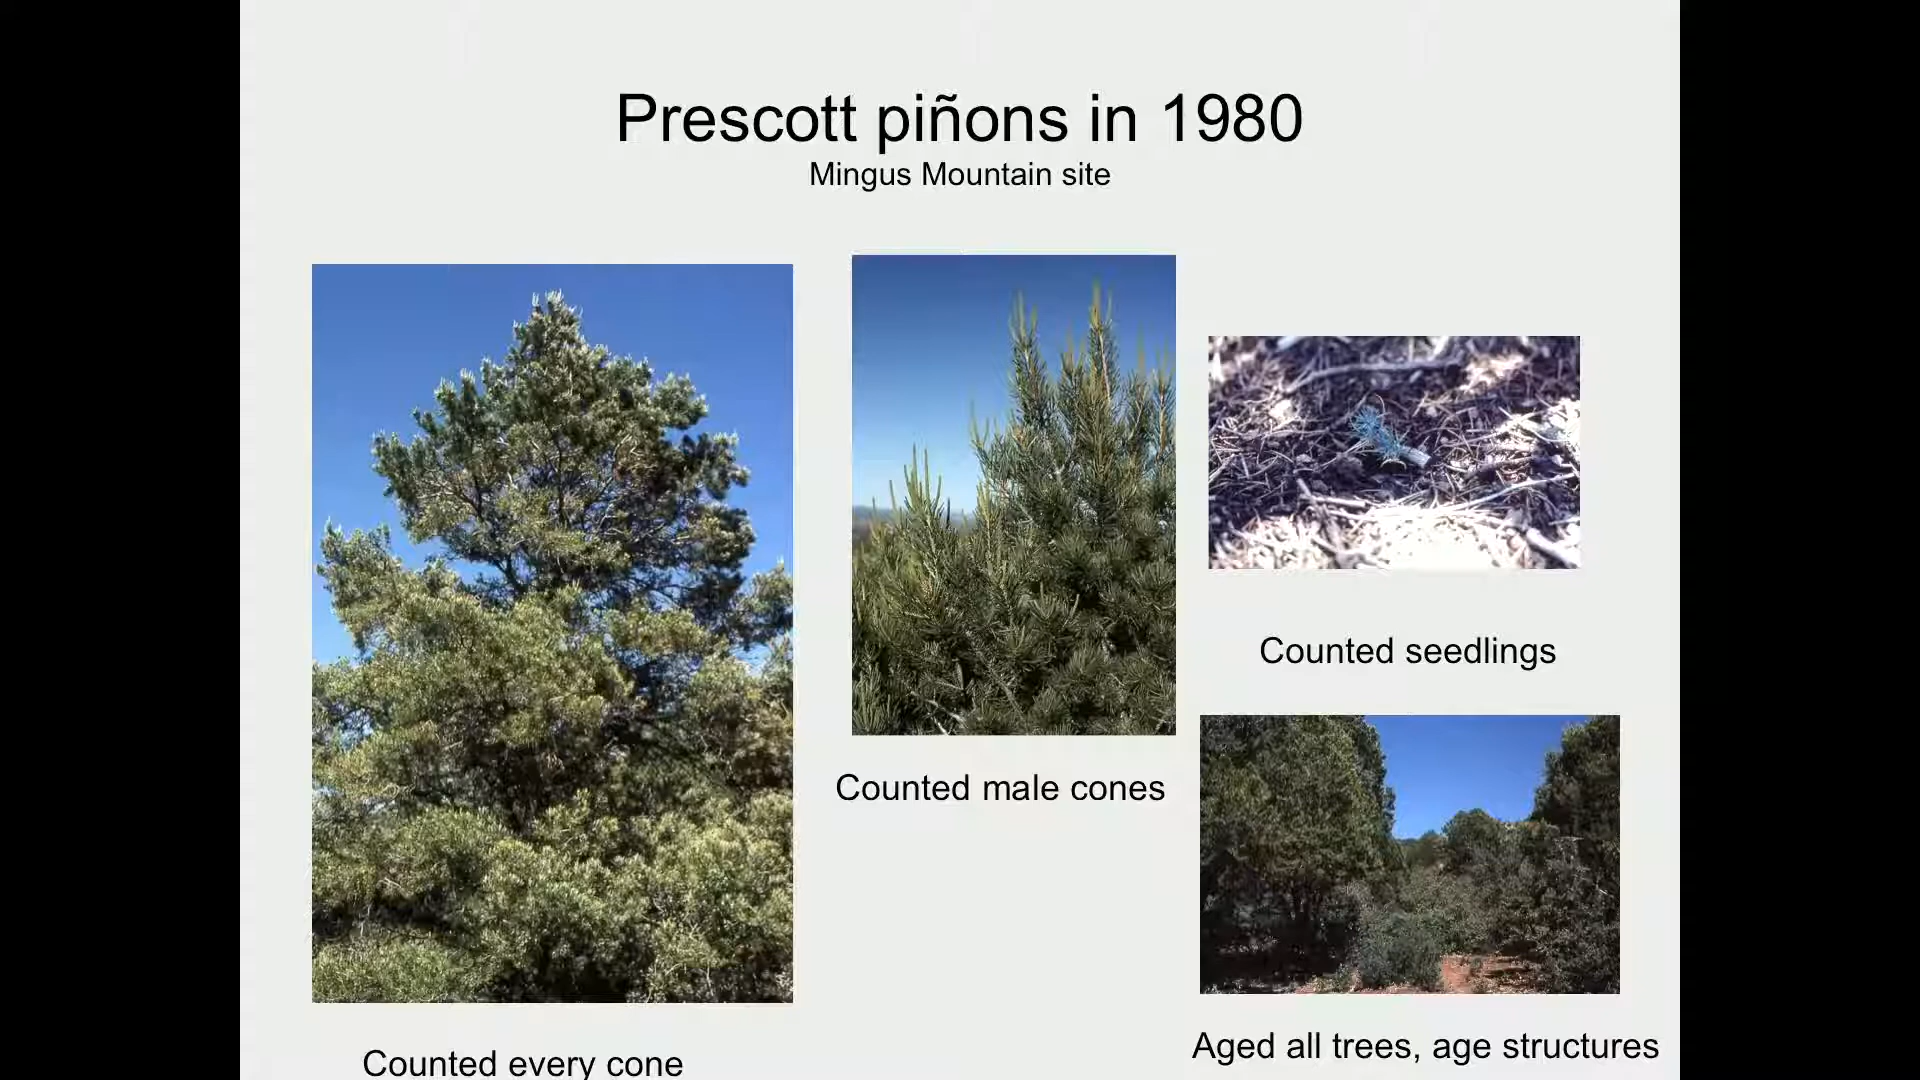 Prescott piñons in 1980
Mingus Mountain site
Counted every cone
Counted male cones
Counted seedlings
Aged all trees, age structures